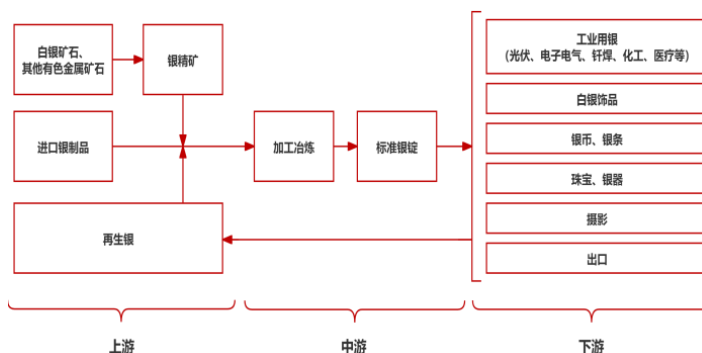 白银矿石、
其他有色金属矿石
银精矿
进口银制品
再生银
加工冶炼
标准银锭
工业用银
(光伏、电子电气、钎焊、化工、医疗等)
白银饰品
银币、银条
珠宝、银器
摄影
出口
上游
中游
下游